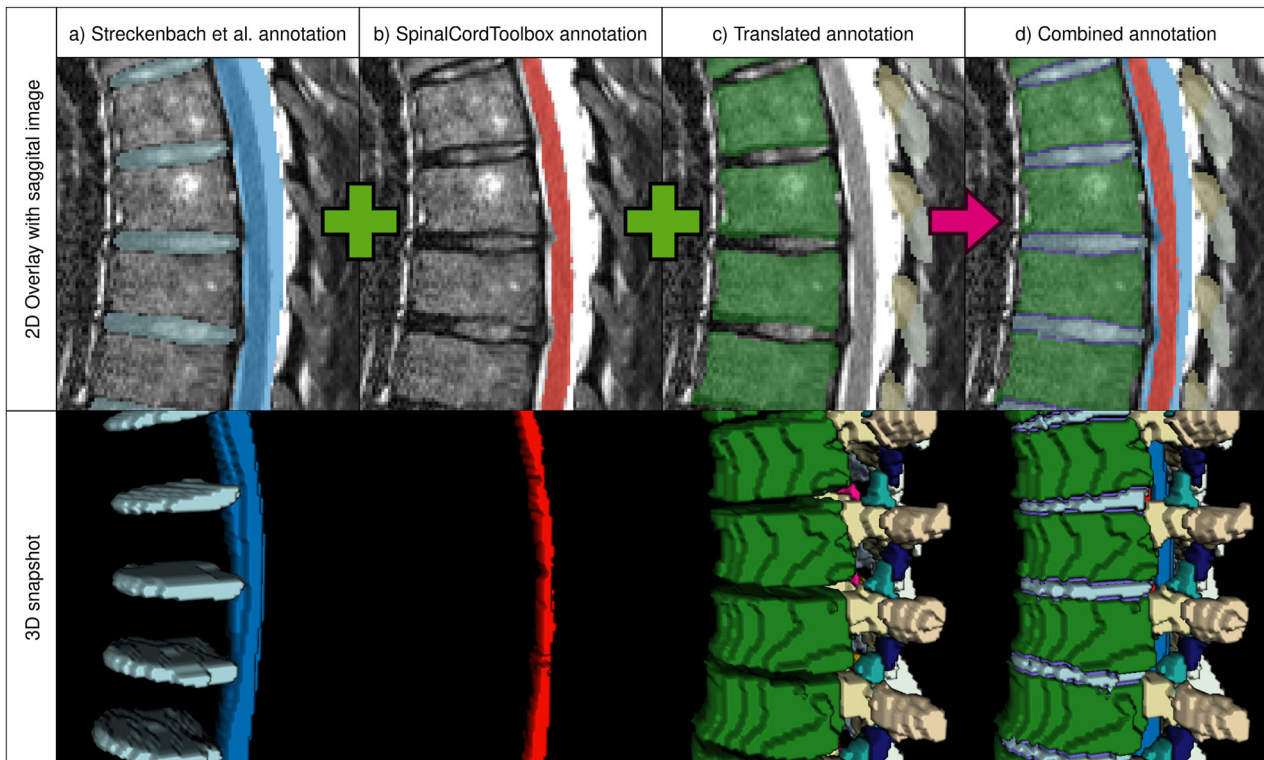 a) Streckenbach et al. annotation
b) SpinalCordToolbox annotation
c) Translated annotation
d) Combined annotation
2D Overlay with saggital image
3D snapshot